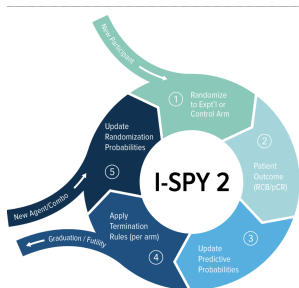 New Participant
1
Randomize
to Expt'l or
Control Arm
2
Patient
Outcome
(RCB/pCR)
3
Update
Predictive
Probabilities
4
Apply
Termination
Rules (per arm)
Graduation / Futility
5
Update
Randomization
Probabilities
New Agent/Combo
I-SPY 2